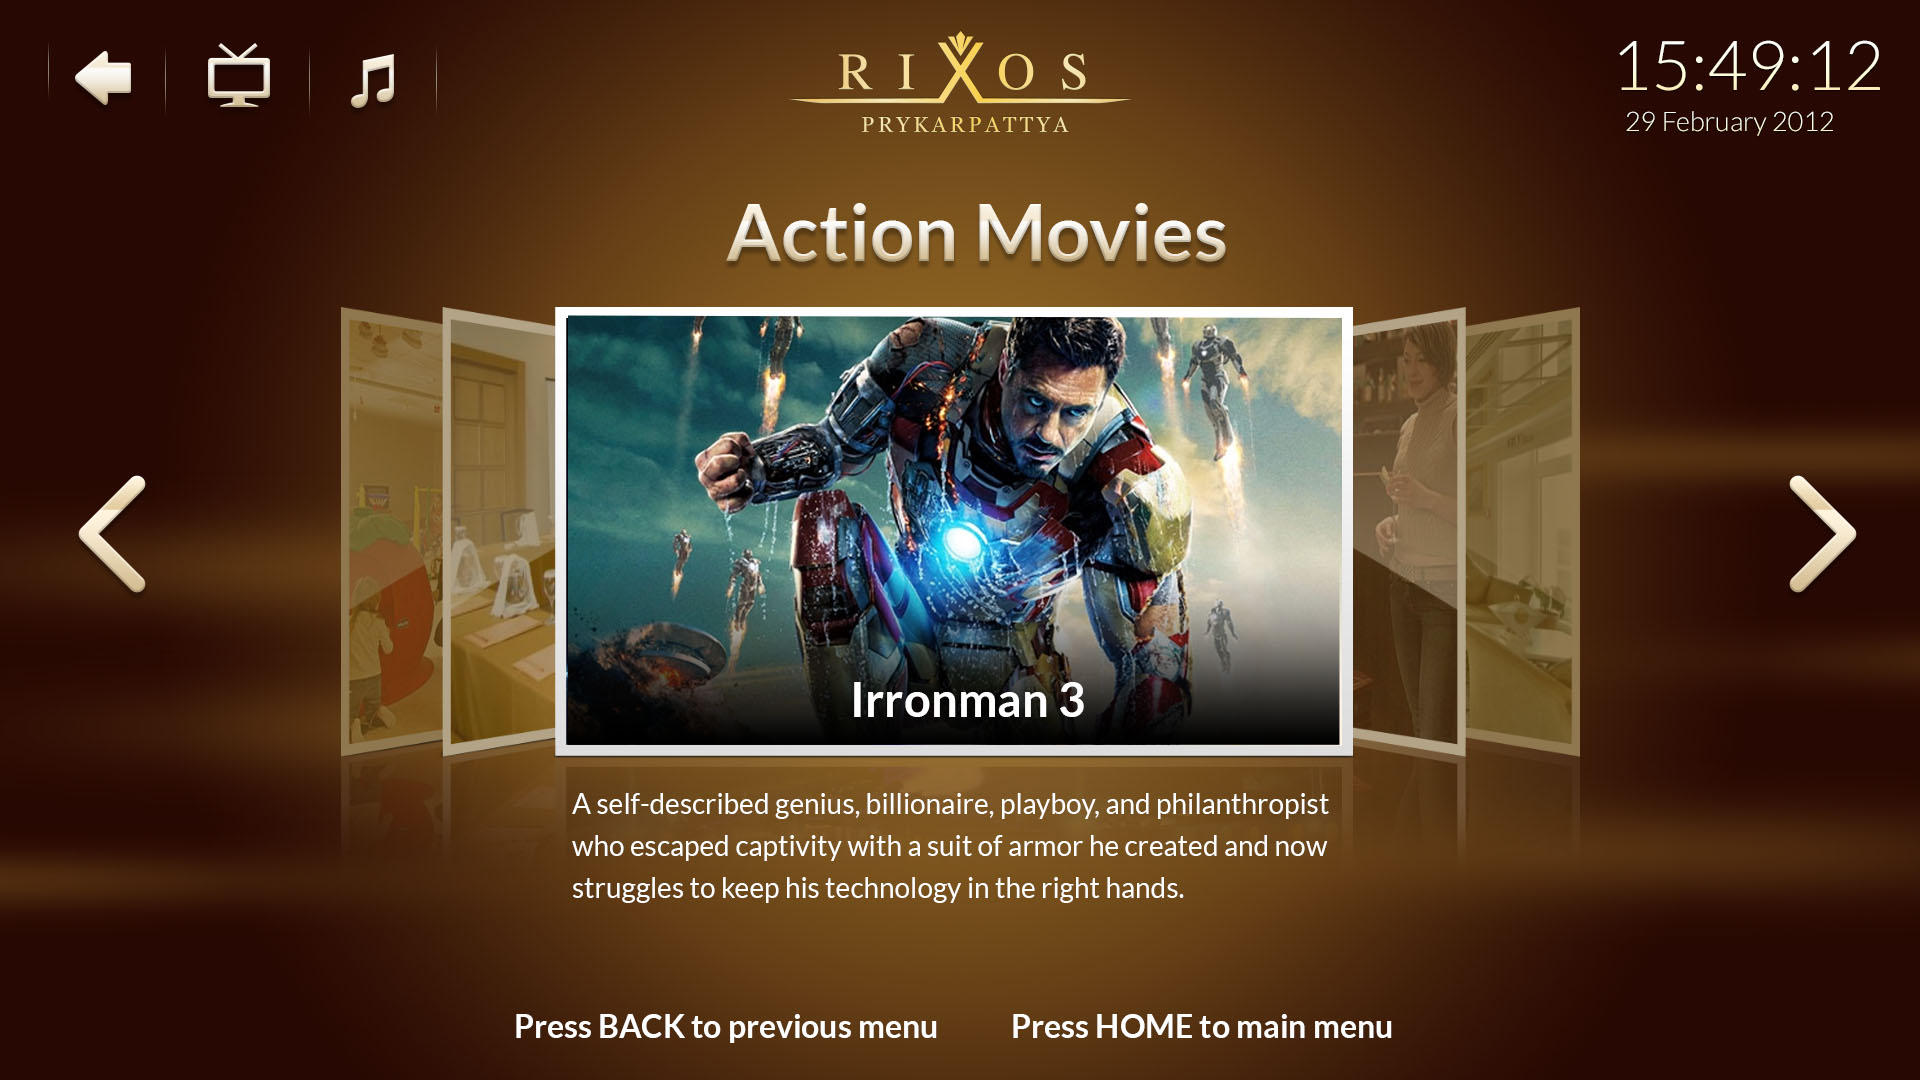 RIXOS
PRYKARPATTYA
15:49:12
29 February 2012
Action Movies
Irronman 3
A self-described genius, billionaire, playboy, and philanthropist
who escaped captivity with a suit of armor he created and now
struggles to keep his technology in the right hands.
Press BACK to previous menu
Press HOME to main menu